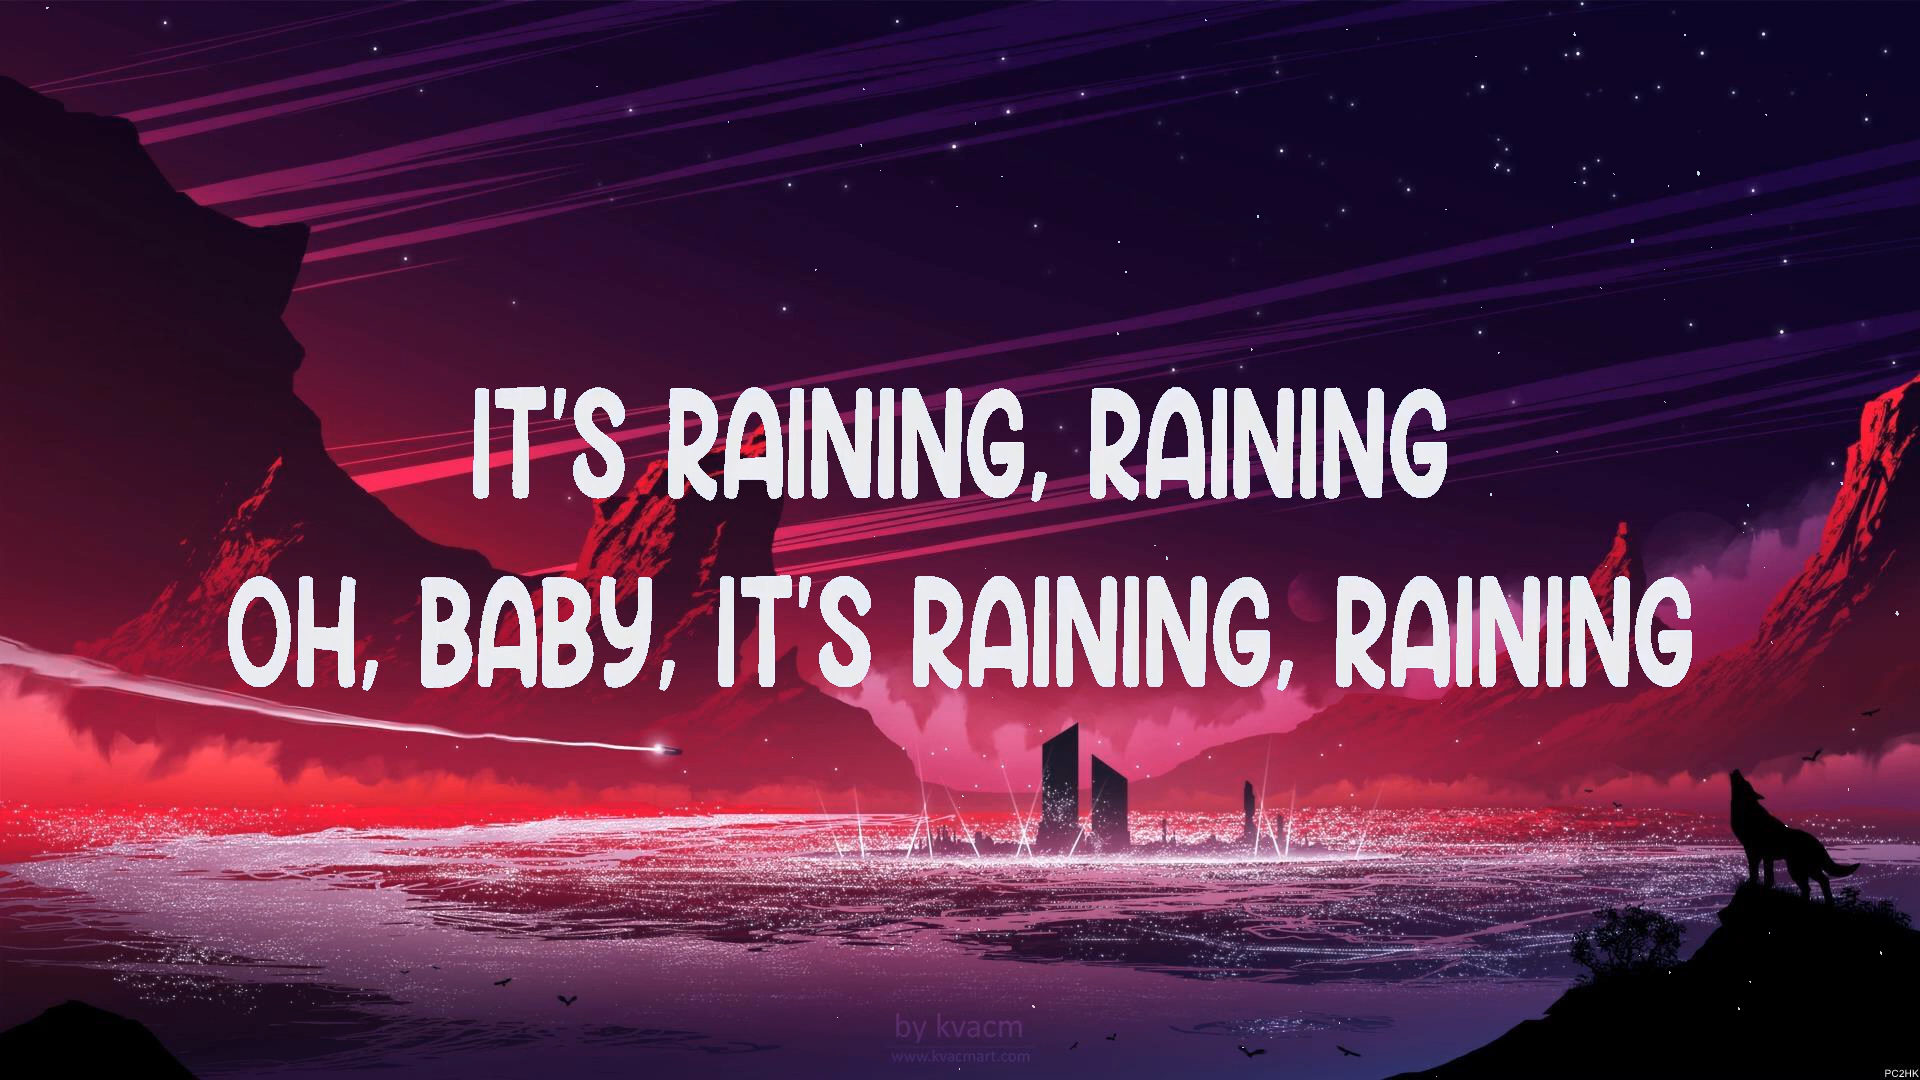 IT'S RAINING, RAINING
OH, BABY, IT'S RAINING, RAINING
by kvacm
www.kvacmart.com
PC2HK